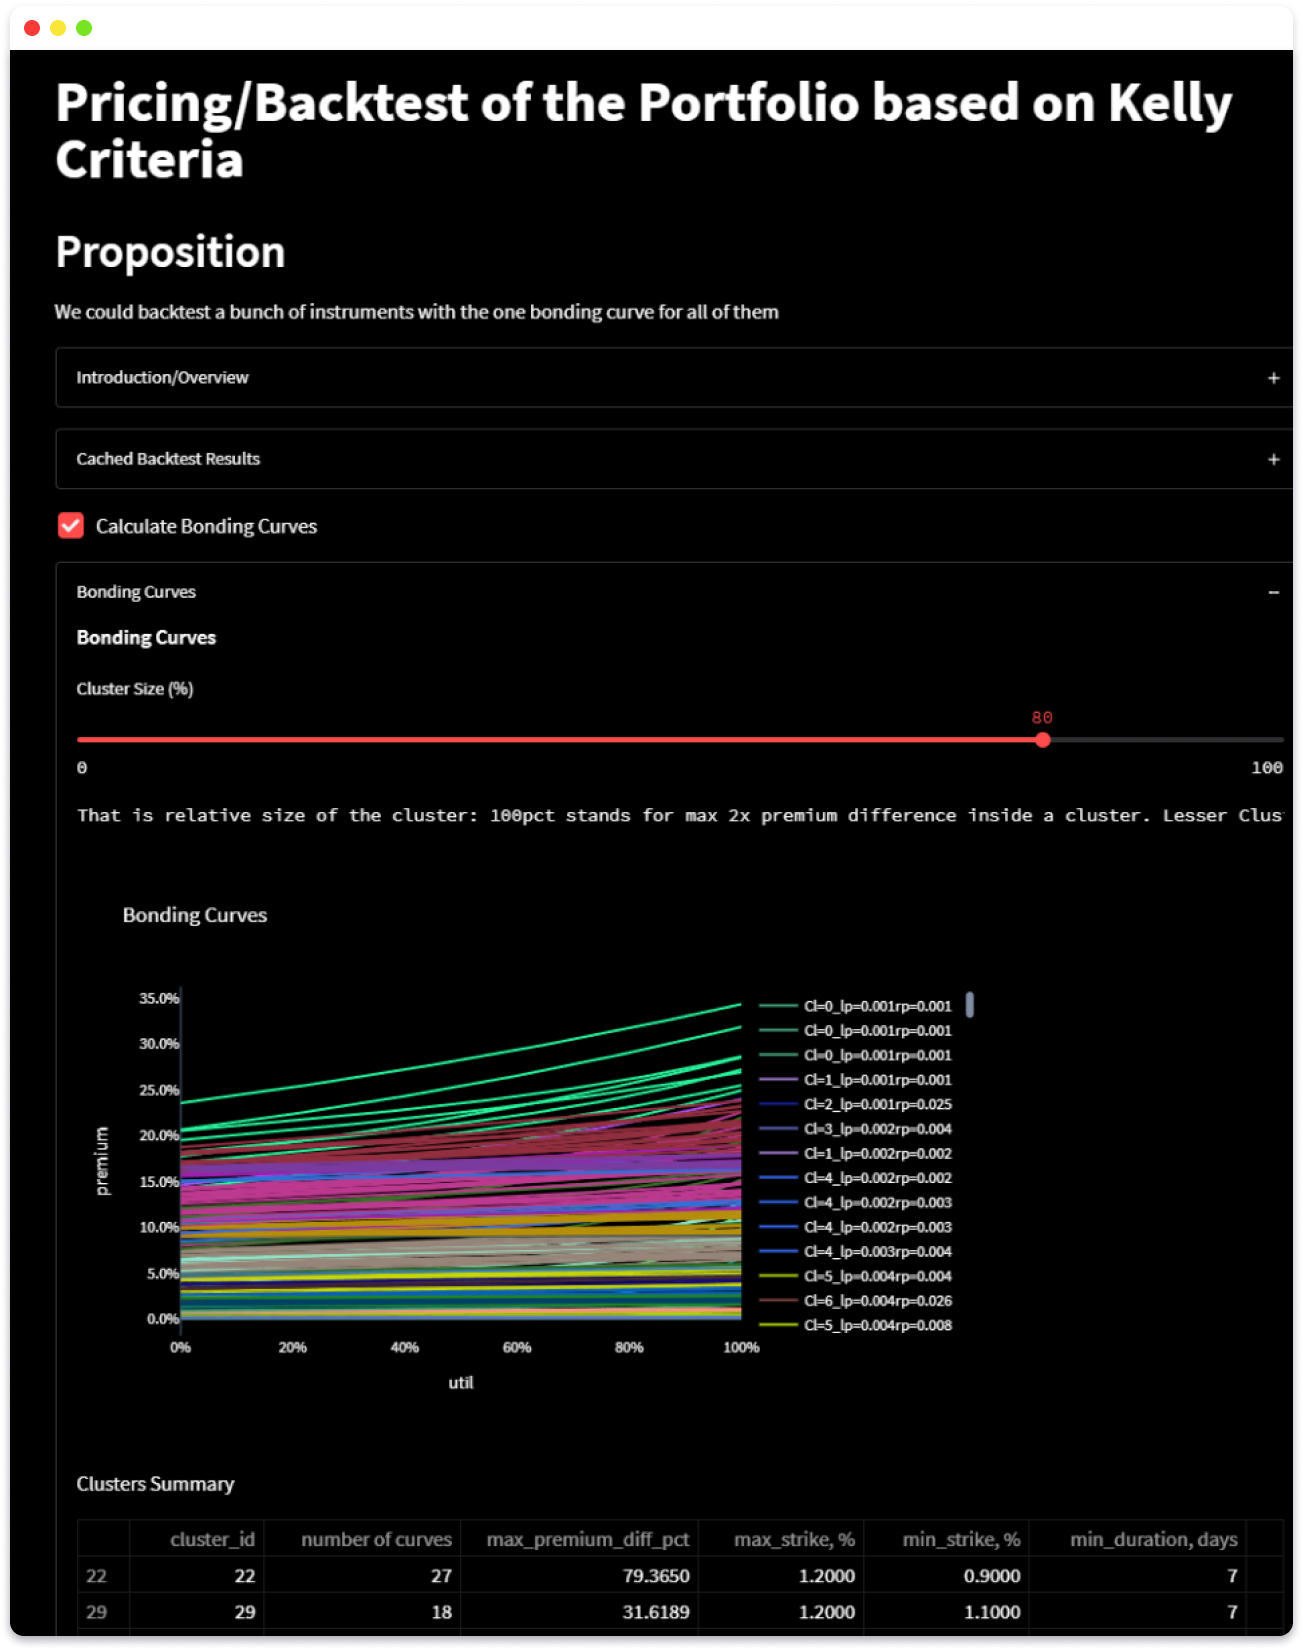 Pricing/Backtest of the Portfolio based on Kelly
Criteria
Proposition
We could backtest a bunch of instruments with the one bonding curve for all of them
Introduction/Overview +
Cached Backtest Results +
Calculate Bonding Curves
Bonding Curves −
Bonding Curves
Cluster Size (%)
80
0 100
That is relative size of the cluster: 100pct stands for max 2x premium difference inside a cluster. Lesser Clus
Bonding Curves
35.0%
30.0%
25.0%
20.0%
15.0%
10.0%
5.0%
0.0%
premium
0% 20% 40% 60% 80% 100%
util
Cl=0_lp=0.001rp=0.001
Cl=0_lp=0.001rp=0.001
Cl=0_lp=0.001rp=0.001
Cl=1_lp=0.001rp=0.001
Cl=2_lp=0.001rp=0.025
Cl=3_lp=0.002rp=0.004
Cl=1_lp=0.002rp=0.002
Cl=4_lp=0.002rp=0.002
Cl=4_lp=0.002rp=0.003
Cl=4_lp=0.002rp=0.003
Cl=4_lp=0.003rp=0.004
Cl=5_lp=0.004rp=0.004
Cl=6_lp=0.004rp=0.026
Cl=5_lp=0.004rp=0.008
Clusters Summary
cluster_id number of curves max_premium_diff_pct max_strike, % min_strike, % min_duration, days
22 22 27 79.3650 1.2000 0.9000 7
29 29 18 31.6189 1.2000 1.1000 7